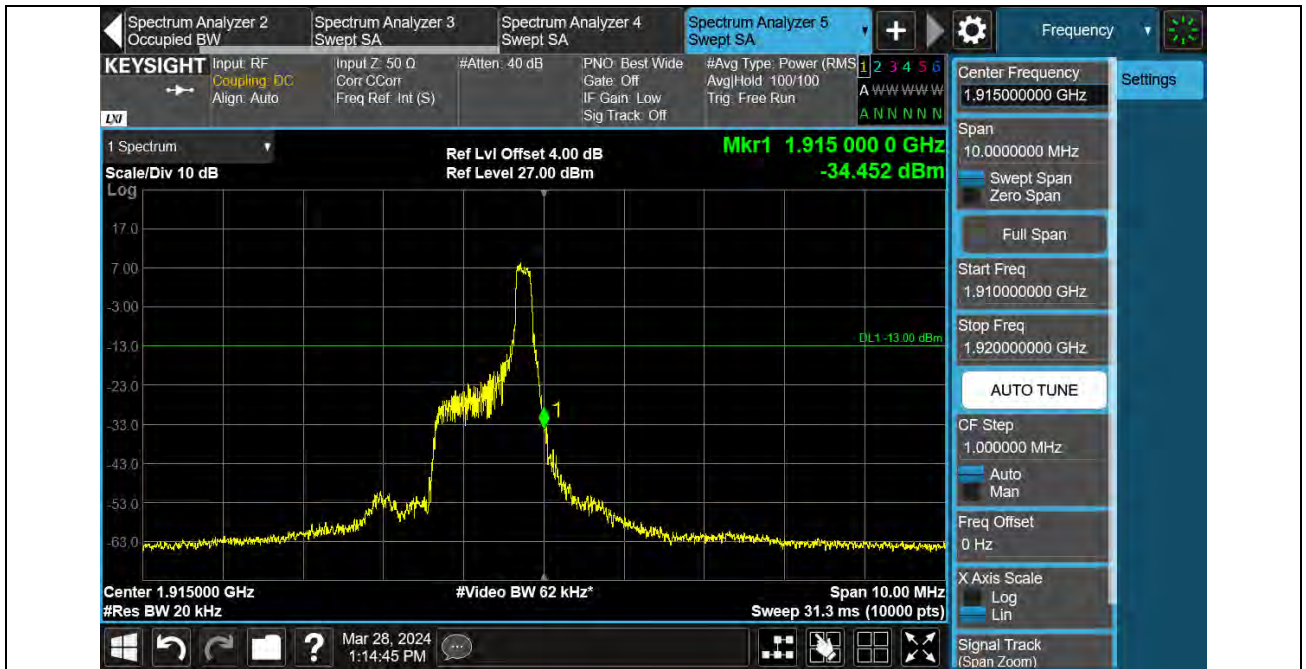 Spectrum Analyzer 2
Occupied BW
Spectrum Analyzer 3
Swept SA
Spectrum Analyzer 4
Swept SA
Spectrum Analyzer 5
Swept SA
+
Frequency
KEYSIGHT
LXI
Input: RF
Coupling: DC
Align: Auto
Input Z: 50 Ω
Corr CCorr
Freq Ref: Int (S)
#Atten: 40 dB
PNO: Best Wide
Gate: Off
IF Gain: Low
Sig Track: Off
#Avg Type: Power (RMS
Avg|Hold: 100/100
Trig: Free Run
1 2 3 4 5 6
A W W W W W
A N N N N N
1 Spectrum
Scale/Div 10 dB
Log
Ref Lvl Offset 4.00 dB
Ref Level 27.00 dBm
Mkr1 1.915 000 0 GHz
-34.452 dBm
17.0
7.00
-3.00
-13.0
-23.0
-33.0
-43.0
-53.0
-63.0
DL1 -13.00 dBm
1
Center 1.915000 GHz
#Res BW 20 kHz
#Video BW 62 kHz*
Span 10.00 MHz
Sweep 31.3 ms (10000 pts)
?
Mar 28, 2024
1:14:45 PM
Center Frequency
1.915000000 GHz
Settings
Span
10.0000000 MHz
Swept Span
Zero Span
Full Span
Start Freq
1.910000000 GHz
Stop Freq
1.920000000 GHz
AUTO TUNE
CF Step
1.000000 MHz
Auto
Man
Freq Offset
0 Hz
X Axis Scale
Log
Lin
Signal Track
(Span Zoom)